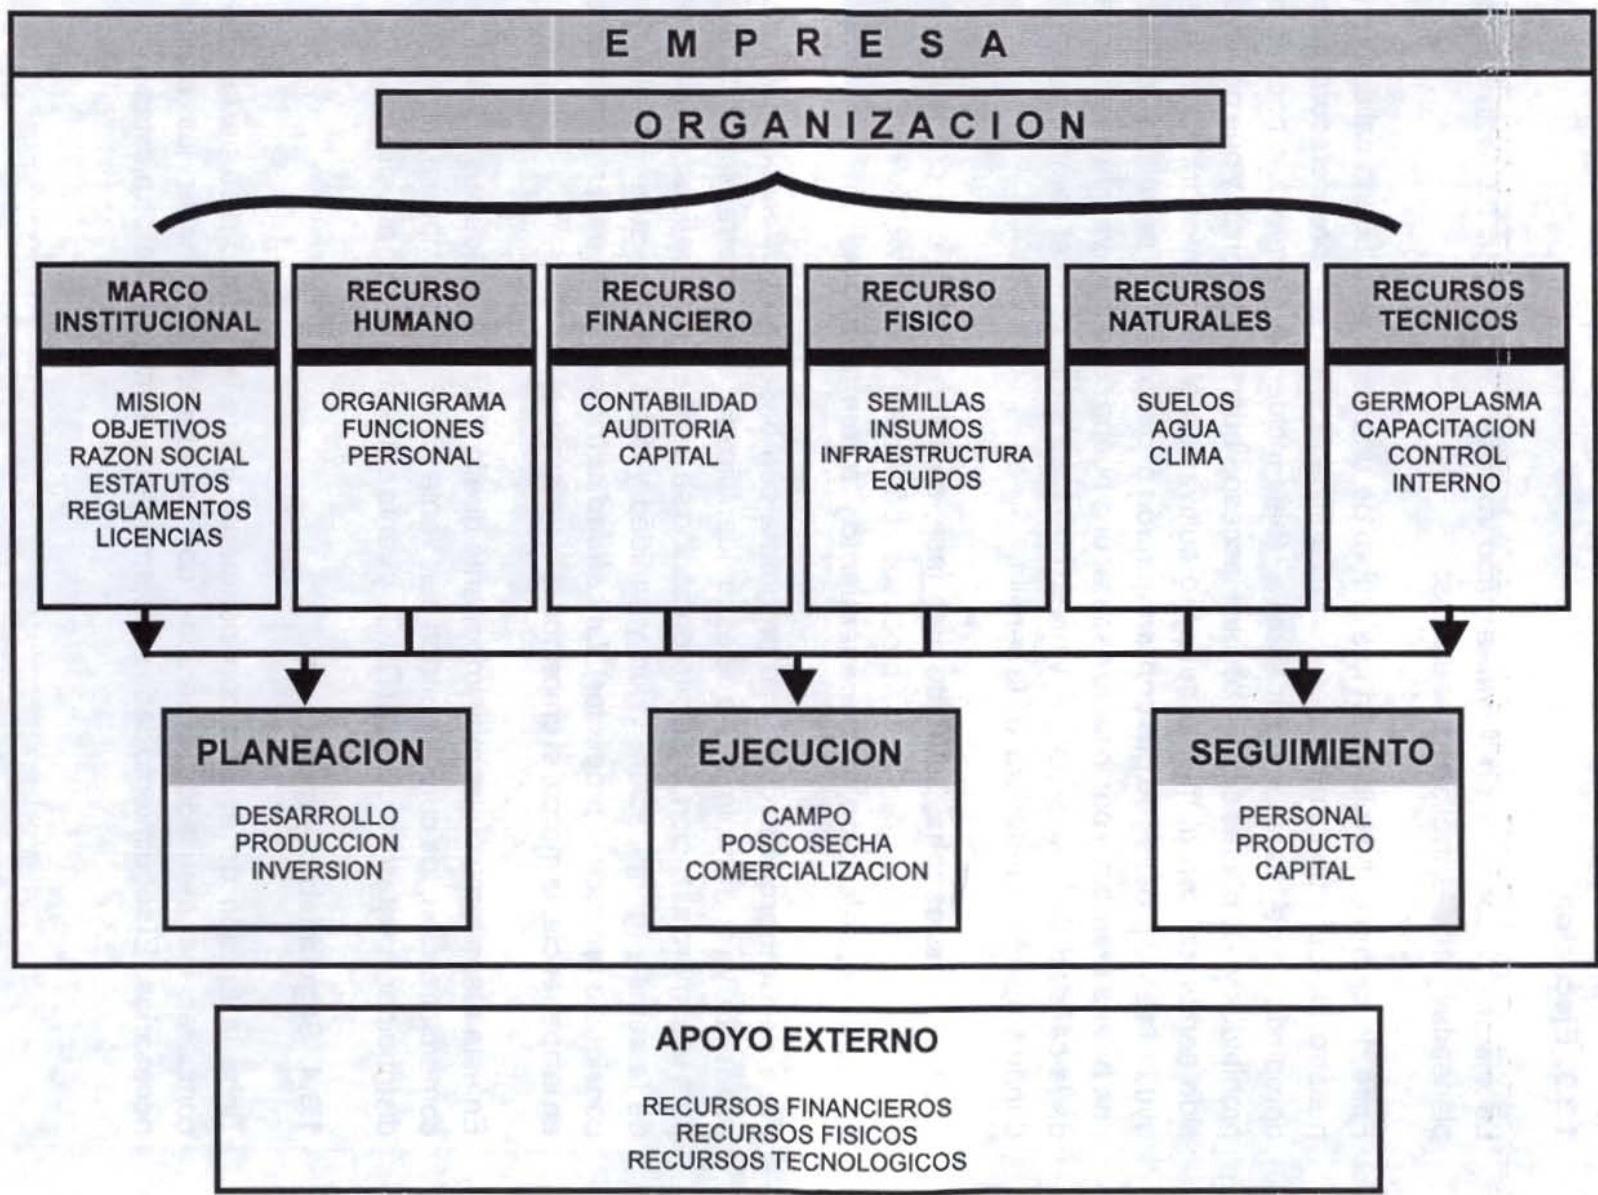 E M P R E S A
O R G A N I Z A C I O N
MARCO
INSTITUCIONAL
MISION
OBJETIVOS
RAZON SOCIAL
ESTATUTOS
REGLAMENTOS
LICENCIAS
RECURSO
HUMANO
ORGANIGRAMA
FUNCIONES
PERSONAL
RECURSO
FINANCIERO
CONTABILIDAD
AUDITORIA
CAPITAL
RECURSO
FISICO
SEMILLAS
INSUMOS
INFRAESTRUCTURA
EQUIPOS
RECURSOS
NATURALES
SUELOS
AGUA
CLIMA
RECURSOS
TECNICOS
GERMOPLASMA
CAPACITACION
CONTROL
INTERNO
PLANEACION
DESARROLLO
PRODUCCION
INVERSION
EJECUCION
CAMPO
POSCOSECHA
COMERCIALIZACION
SEGUIMIENTO
PERSONAL
PRODUCTO
CAPITAL
APOYO EXTERNO
RECURSOS FINANCIEROS
RECURSOS FISICOS
RECURSOS TECNOLOGICOS